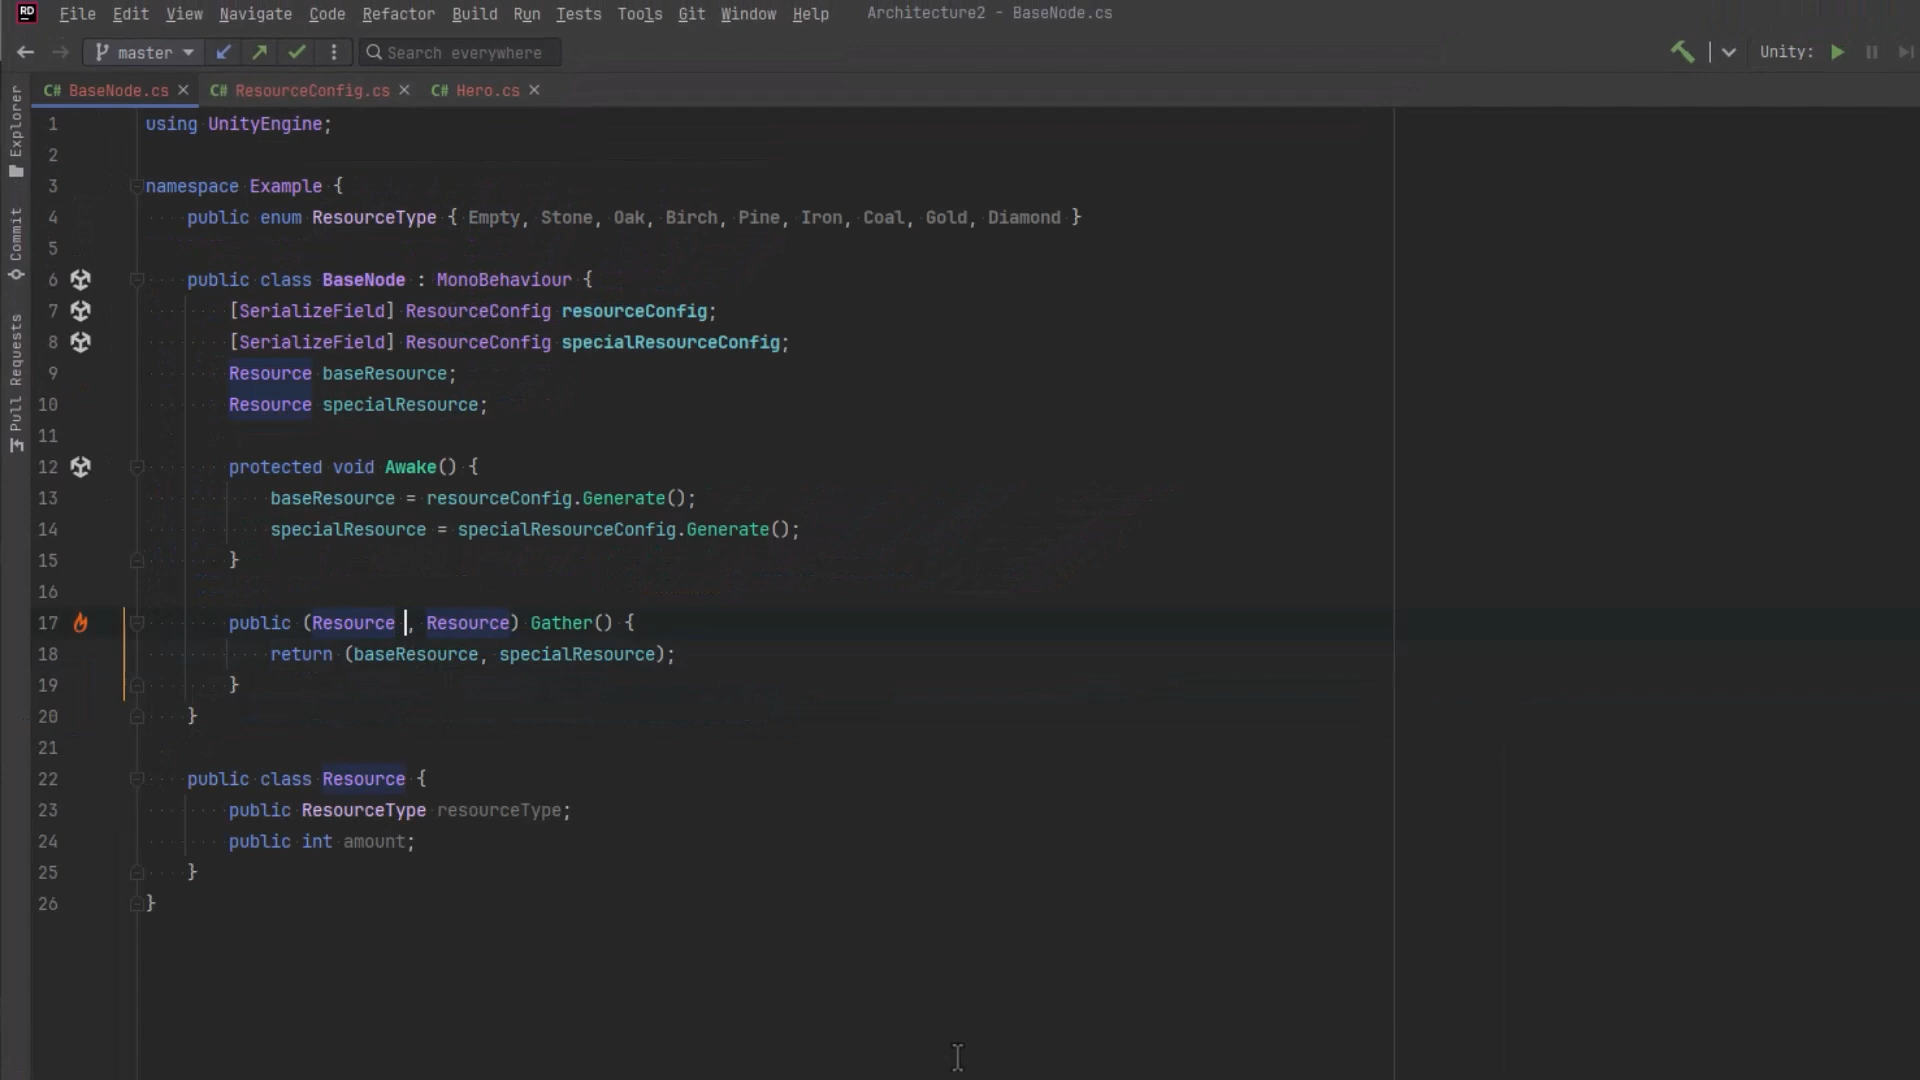 RD File Edit View Navigate Code Refactor Build Run Tests Tools Git Window Help Architecture2 - BaseNode.cs
master Search everywhere Unity:
C# BaseNode.cs C# ResourceConfig.cs C# Hero.cs
Explorer
Commit
Pull Requests
1 using UnityEngine;
2
3 namespace Example {
4 public enum ResourceType { Empty, Stone, Oak, Birch, Pine, Iron, Coal, Gold, Diamond }
5
6 public class BaseNode : MonoBehaviour {
7 [SerializeField] ResourceConfig resourceConfig;
8 [SerializeField] ResourceConfig specialResourceConfig;
9 Resource baseResource;
10 Resource specialResource;
11
12 protected void Awake() {
13 baseResource = resourceConfig.Generate();
14 specialResource = specialResourceConfig.Generate();
15 }
16
17 public (Resource , Resource) Gather() {
18 return (baseResource, specialResource);
19 }
20 }
21
22 public class Resource {
23 public ResourceType resourceType;
24 public int amount;
25 }
26 }